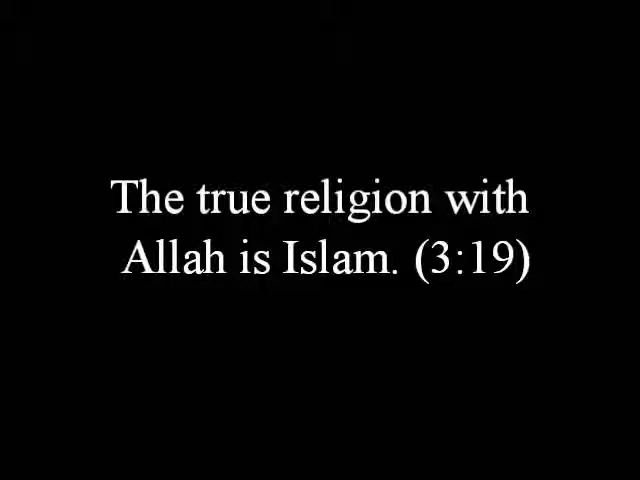 The true religion with
Allah is Islam. (3:19)